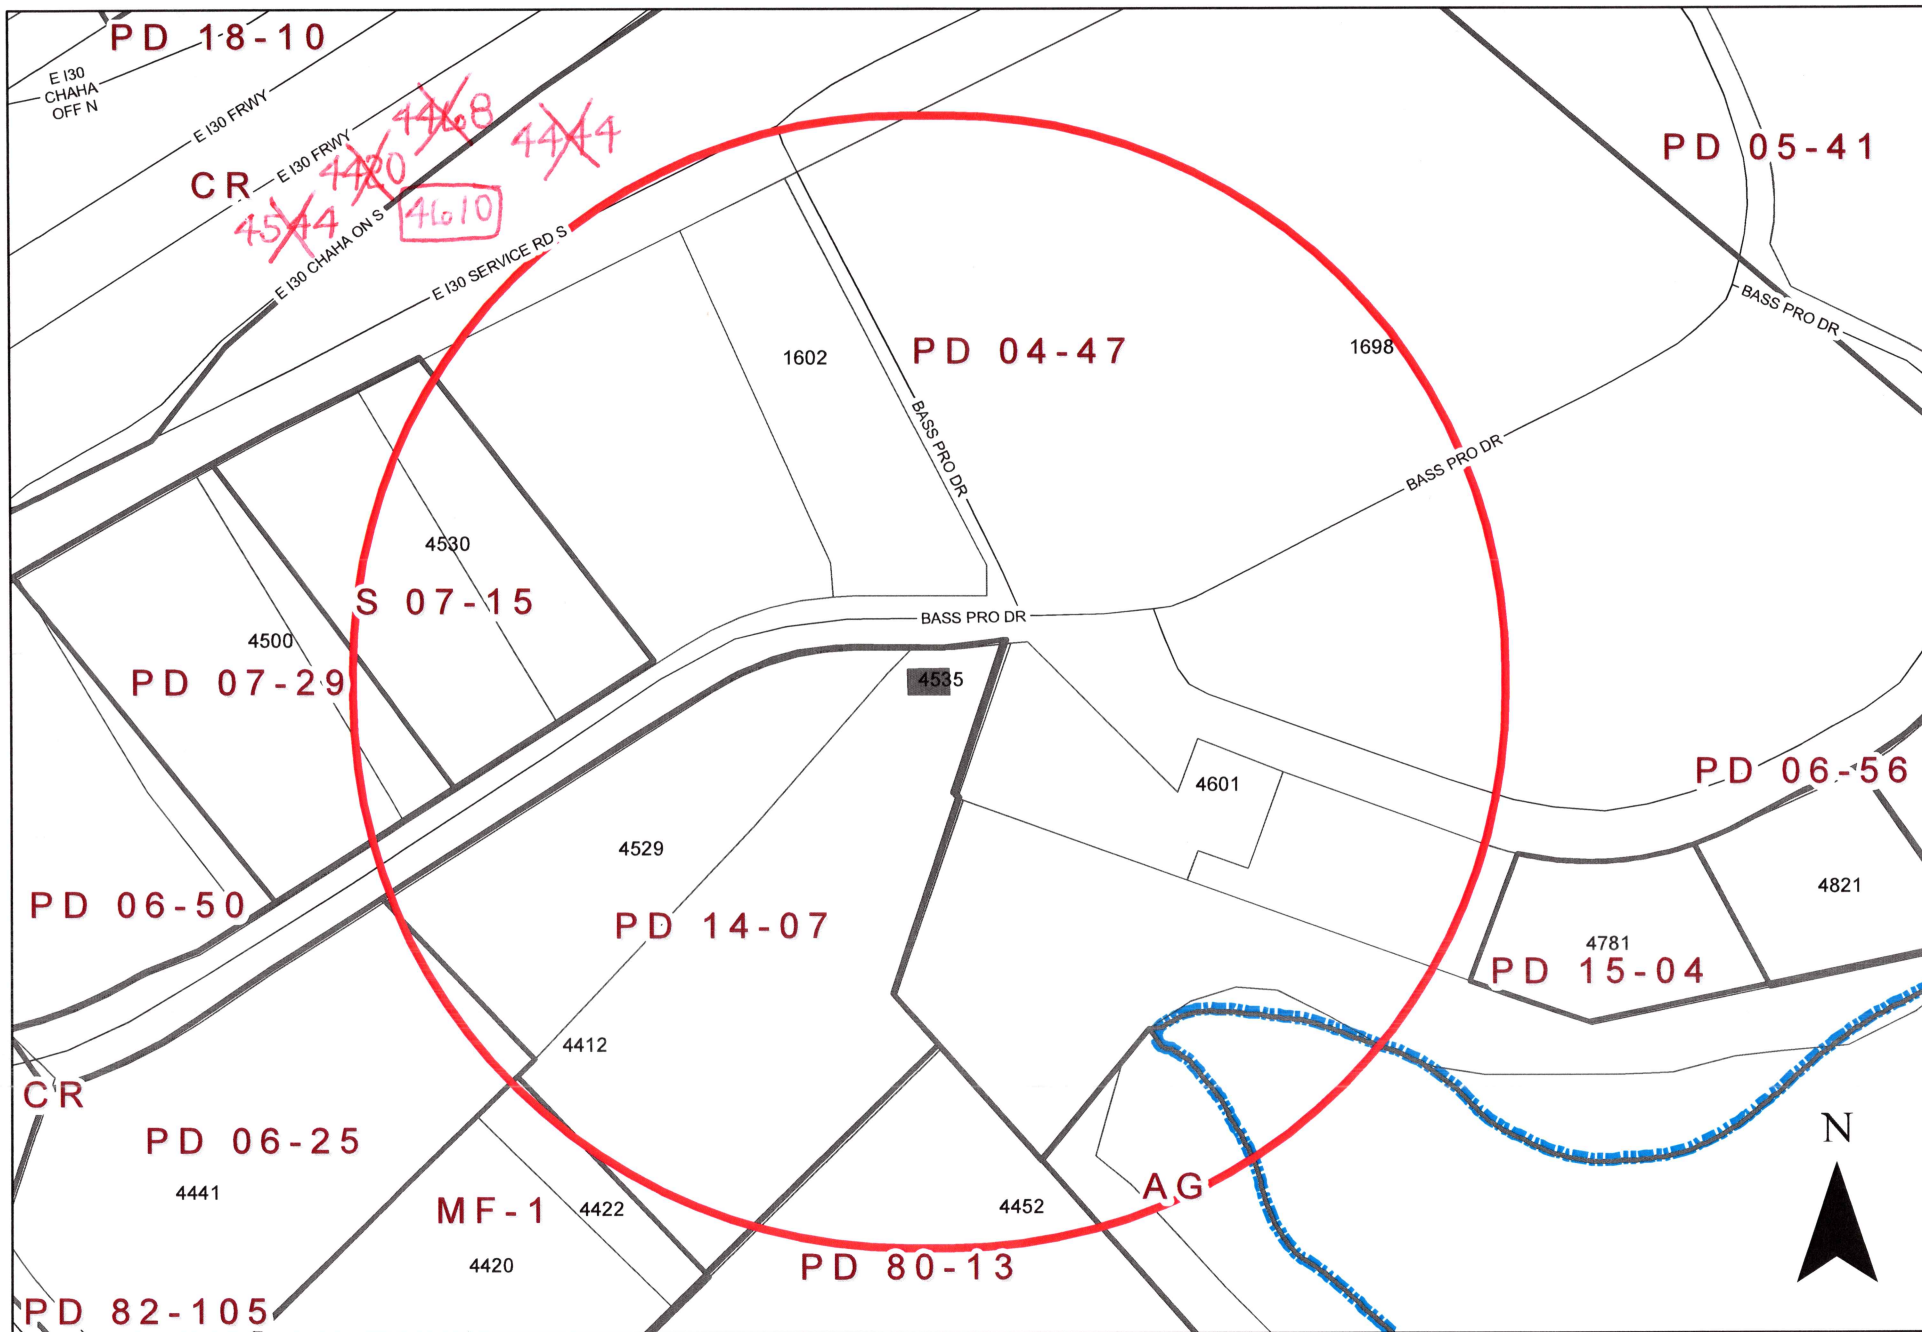 PD 18-10
E I30
CHAHA
OFF N
E I30 FRWY
4468
4444
PD 05-41
E I30 FRWY
4420
CR
4610
4544
E I30 CHAHA ON S
E I30 SERVICE RD S
BASS PRO DR
1602
PD 04-47
1698
BASS PRO DR
BASS PRO DR
4530
S 07-15
BASS PRO DR
4500
PD 07-29
4535
PD 06-56
4601
4529
4821
PD 06-50
PD 14-07
4781
PD 15-04
4412
CR
N
PD 06-25
4441
AG
MF-1
4422
4452
4420
PD 80-13
PD 82-105